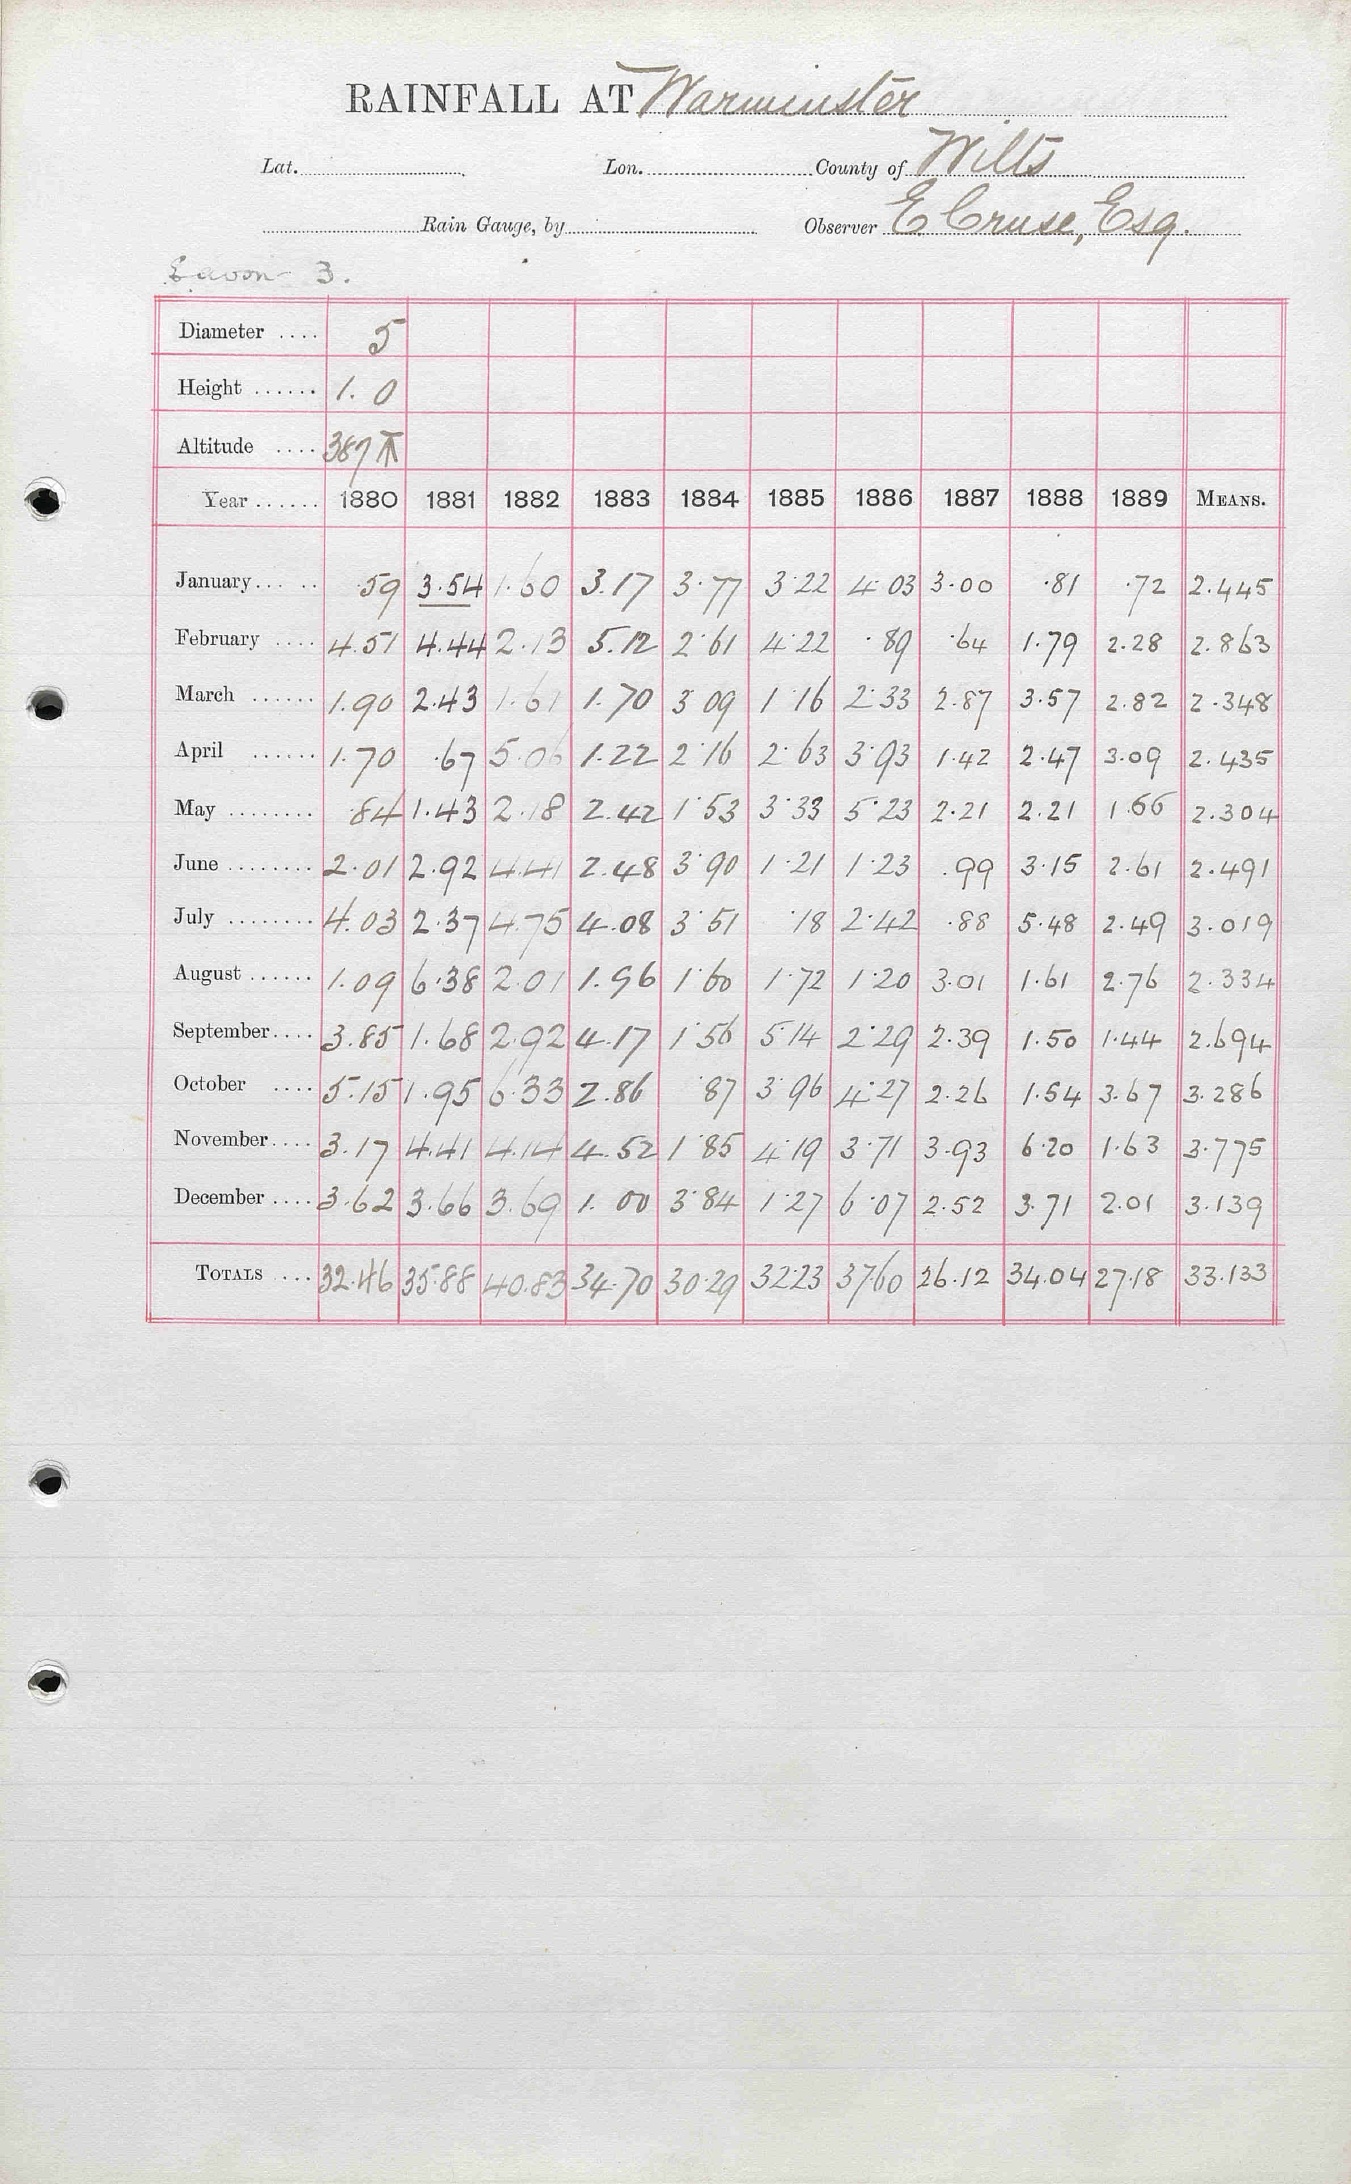 RAINFALL AT Warminster
Lat. Lon. County of Wilts
Rain Gauge, by Observer E Cruse, Esq.
3.
Diameter .... 5
Height ...... 1. 0
Altitude .... 387
Year ...... 1880 1881 1882 1883 1884 1885 1886 1887 1888 1889 MEANS.
January... .. .59 3.54 1.60 3.17 3.77 3.22 4.03 3.00 .81 .72 2.445
February .... 4.51 4.44 2.13 5.12 2.61 4.22 .89 .64 1.79 2.28 2.863
March ...... 1.90 2.43 1.61 1.70 3 09 1.16 2.33 2.87 3.57 2.82 2.348
April ...... 1.70 .67 5.06 1.22 2.16 2.63 3.93 1.42 2.47 3.09 2.435
May ........ .84 1.43 2.18 2.42 1.53 3.33 5.23 2.21 2.21 1.66 2.304
June ........ 2.01 2.92 4.41 2.48 3.90 1.21 1.23 .99 3.15 2.61 2.491
July ........ 4.03 2.37 4.75 4.08 3.51 .18 2.42 .88 5.48 2.49 3.019
August ...... 1.09 6.38 2.01 1.96 1.60 1.72 1.20 3.01 1.61 2.76 2.334
September.... 3.85 1.68 2.92 4.17 1.56 5.14 2.29 2.39 1.50 1.44 2.694
October .... 5.15 1.95 6.33 2.86 .87 3.96 4.27 2.26 1.54 3.67 3.286
November.... 3.17 4.41 4.14 4.52 1.85 4.19 3.71 3.93 6.20 1.63 3.775
December .... 3.62 3.66 3.69 1.00 3.84 1.27 6.07 2.52 3.71 2.01 3.139
TOTALS .... 32.46 35.88 40.83 34.70 30.29 32.23 37.60 26.12 34.04 27.18 33.133